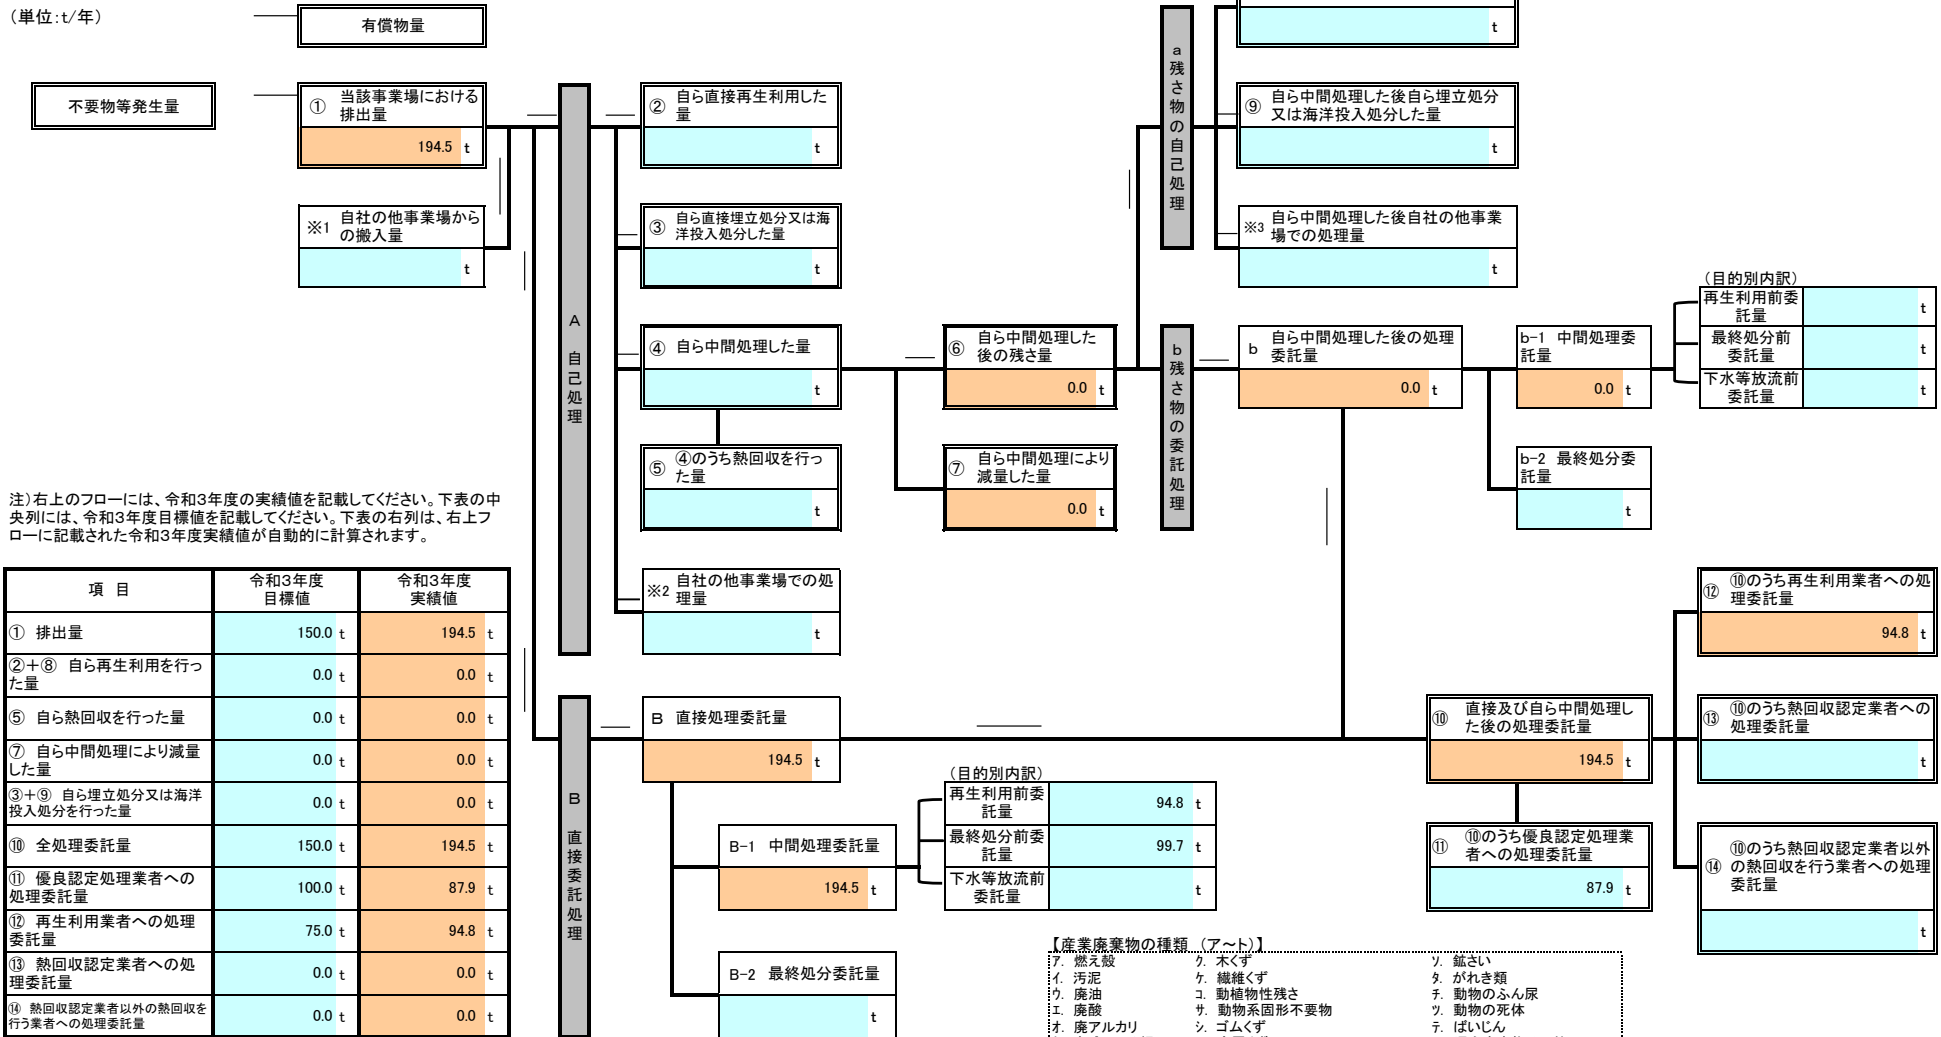 (単位:t/年)
有償物量
不要物等発生量
① 当該事業場における
排出量
194.5 t
※1 自社の他事業場から
の搬入量
t
A 自己処理
② 自ら直接再生利用した
量
t
③ 自ら直接埋立処分又は海
洋投入処分した量
t
④ 自ら中間処理した量
t
⑤ ④のうち熱回収を行っ
た量
t
※2 自社の他事業場での処
理量
t
⑥ 自ら中間処理した
後の残さ量
0.0 t
⑦ 自ら中間処理により
減量した量
0.0 t
a 残さ物の自己処理
t
⑨ 自ら中間処理した後自ら埋立処分
又は海洋投入処分した量
t
※3 自ら中間処理した後自社の他事業
場での処理量
t
b 残さ物の委託処理
b 自ら中間処理した後の処理
委託量
0.0 t
b-1 中間処理委
託量
0.0 t
b-2 最終処分委
託量
t
(目的別内訳)
再生利用前委
託量
t
最終処分前
委託量
t
下水等放流前
委託量
t
注)右上のフローには、令和3年度の実績値を記載してください。下表の中
央列には、令和3年度目標値を記載してください。下表の右列は、右上フ
ローに記載された令和3年度実績値が自動的に計算されます。
項 目
令和3年度
目標値
令和3年度
実績値
① 排出量
150.0 t
194.5 t
②+⑧ 自ら再生利用を行っ
た量
0.0 t
0.0 t
⑤ 自ら熱回収を行った量
0.0 t
0.0 t
⑦ 自ら中間処理により減量
した量
0.0 t
0.0 t
③+⑨ 自ら埋立処分又は海洋
投入処分を行った量
0.0 t
0.0 t
⑩ 全処理委託量
150.0 t
194.5 t
⑪ 優良認定処理業者への
処理委託量
100.0 t
87.9 t
⑫ 再生利用業者への処理
委託量
75.0 t
94.8 t
⑬ 熱回収認定業者への処
理委託量
0.0 t
0.0 t
⑭ 熱回収認定業者以外の熱回収を
行う業者への処理委託量
0.0 t
0.0 t
B 直接委託処理
B 直接処理委託量
194.5 t
B-1 中間処理委託量
194.5 t
B-2 最終処分委託量
t
(目的別内訳)
再生利用前委
託量
94.8 t
最終処分前委
託量
99.7 t
下水等放流前
委託量
t
⑩ 直接及び自ら中間処理し
た後の処理委託量
194.5 t
⑪ ⑩のうち優良認定処理業
者への処理委託量
87.9 t
⑫ ⑩のうち再生利用業者への処
理委託量
94.8 t
⑬ ⑩のうち熱回収認定業者への
処理委託量
t
⑭ ⑩のうち熱回収認定業者以外
の熱回収を行う業者への処理
委託量
t
【産業廃棄物の種類 (ア~ト)】
ア. 燃え殻 ク. 木くず ソ. 鉱さい
イ. 汚泥 ケ. 繊維くず タ. がれき類
ウ. 廃油 コ. 動植物性残さ チ. 動物のふん尿
エ. 廃酸 サ. 動物系固形不要物 ツ. 動物の死体
オ. 廃アルカリ シ. ゴムくず テ. ばいじん